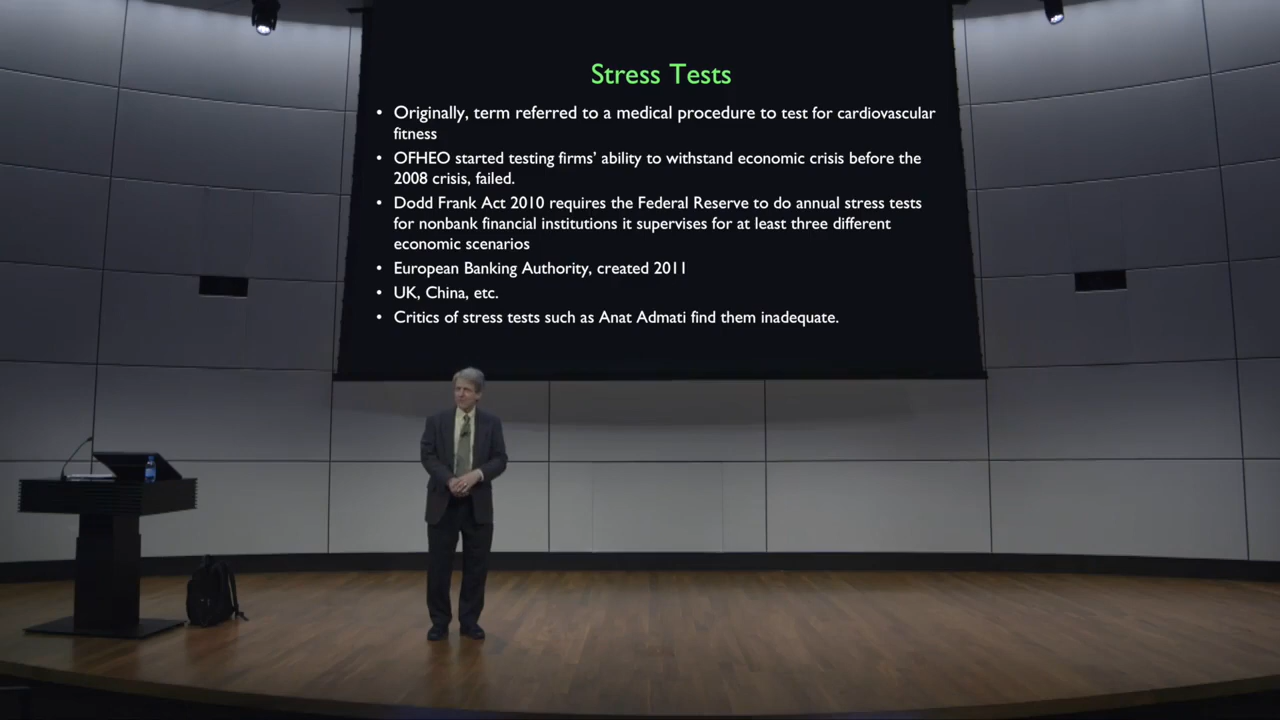 Stress Tests
• Originally, term referred to a medical procedure to test for cardiovascular
fitness
• OFHEO started testing firms' ability to withstand economic crisis before the
2008 crisis, failed.
• Dodd Frank Act 2010 requires the Federal Reserve to do annual stress tests
for nonbank financial institutions it supervises for at least three different
economic scenarios
• European Banking Authority, created 2011
• UK, China, etc.
• Critics of stress tests such as Anat Admati find them inadequate.